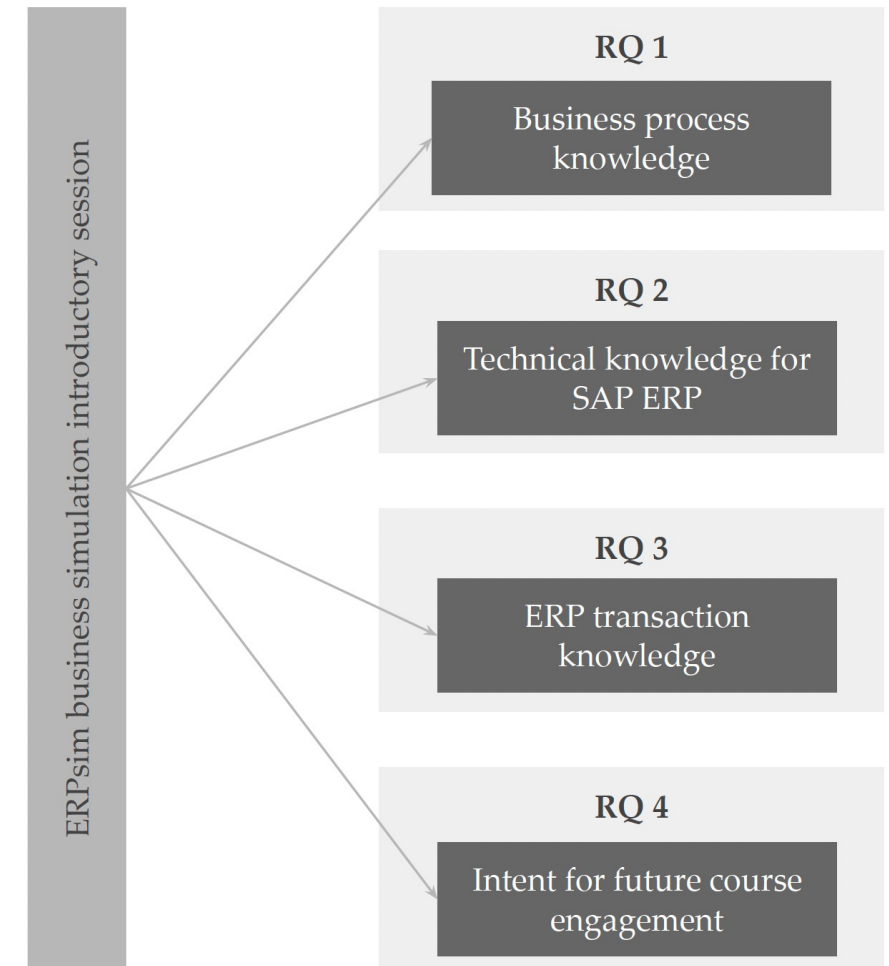 ERPsim business simulation introductory session
RQ 1
Business process
knowledge
RQ 2
Technical knowledge for
SAP ERP
RQ 3
ERP transaction
knowledge
RQ 4
Intent for future course
engagement